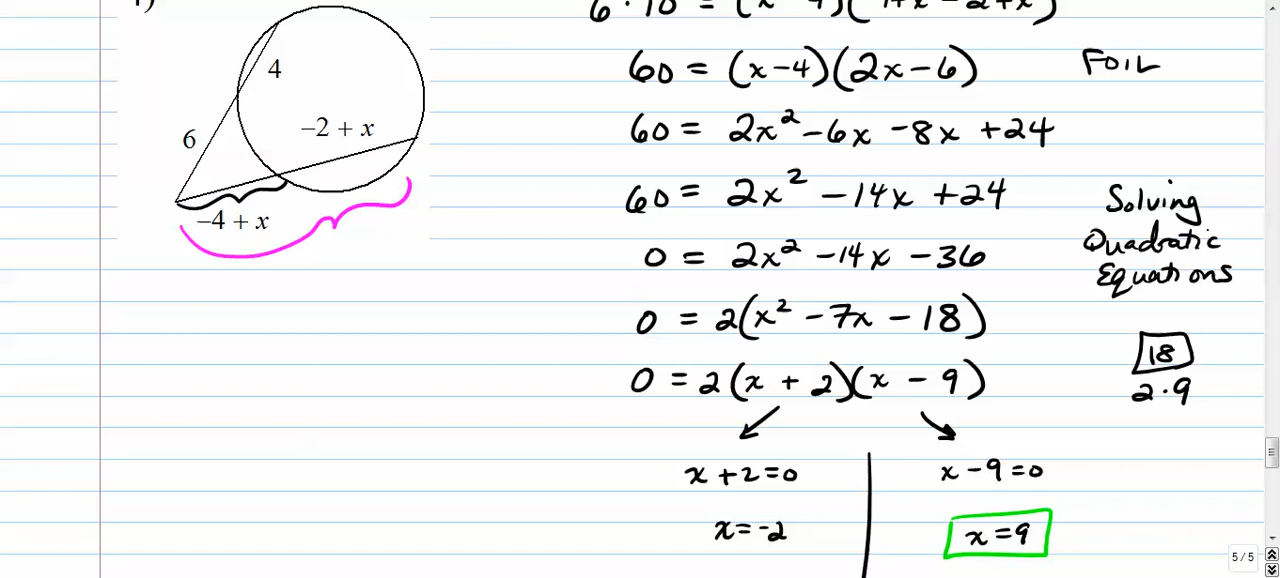 4
6
-2 + x
-4 + x
60 = (x-4)(2x-6)
FOIL
60 = 2x² -6x -8x +24
60 = 2x² -14x +24
Solving
Quadratic
Equations
0 = 2x² -14x -36
0 = 2(x² -7x -18)
18
2·9
0 = 2(x + 2)(x - 9)
x +2=0
x -9=0
x=-2
x=9
5/5